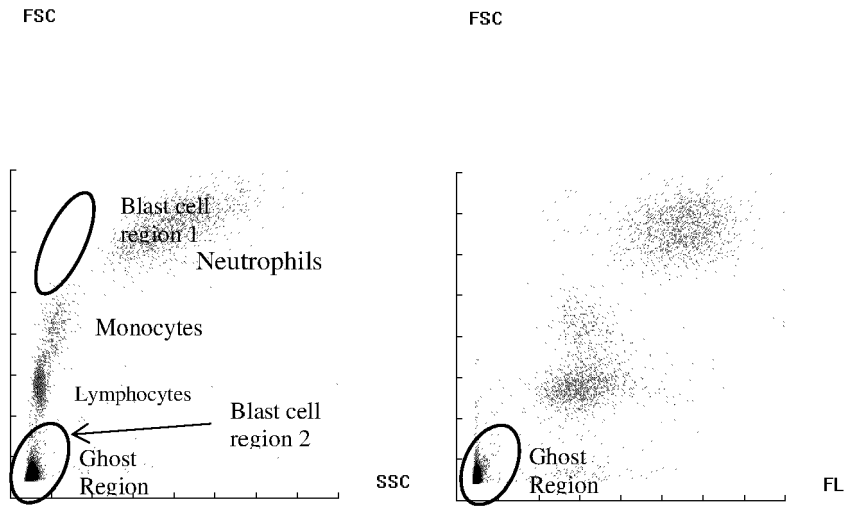 FSC
Blast cell
region 1
Neutrophils
Monocytes
Lymphocytes
Blast cell
region 2
Ghost
Region
SSC
FSC
Ghost
Region
FL